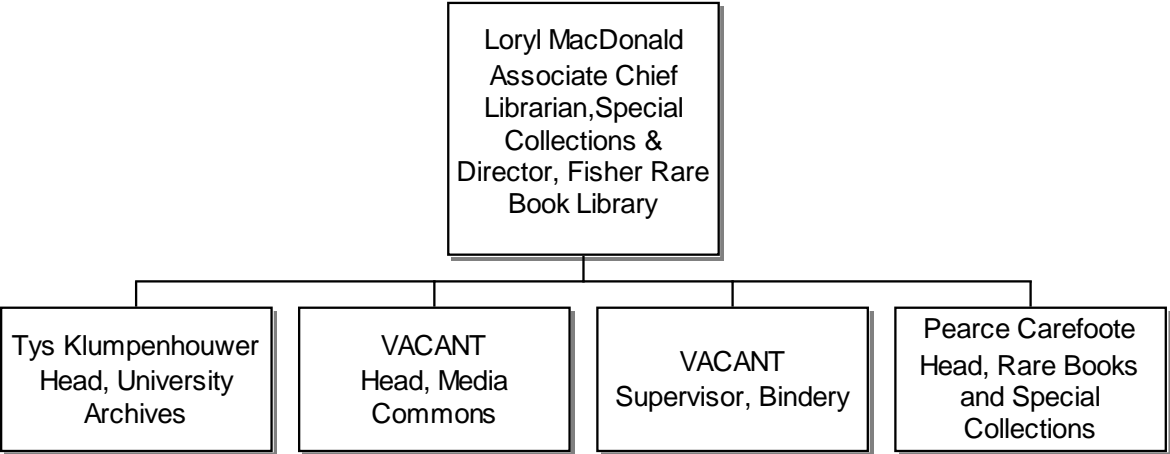 Loryl MacDonald
Associate Chief
Librarian,Special
Collections &
Director, Fisher Rare
Book Library
Tys Klumpenhouwer
Head, University
Archives
VACANT
Head, Media
Commons
VACANT
Supervisor, Bindery
Pearce Carefoote
Head, Rare Books
and Special
Collections